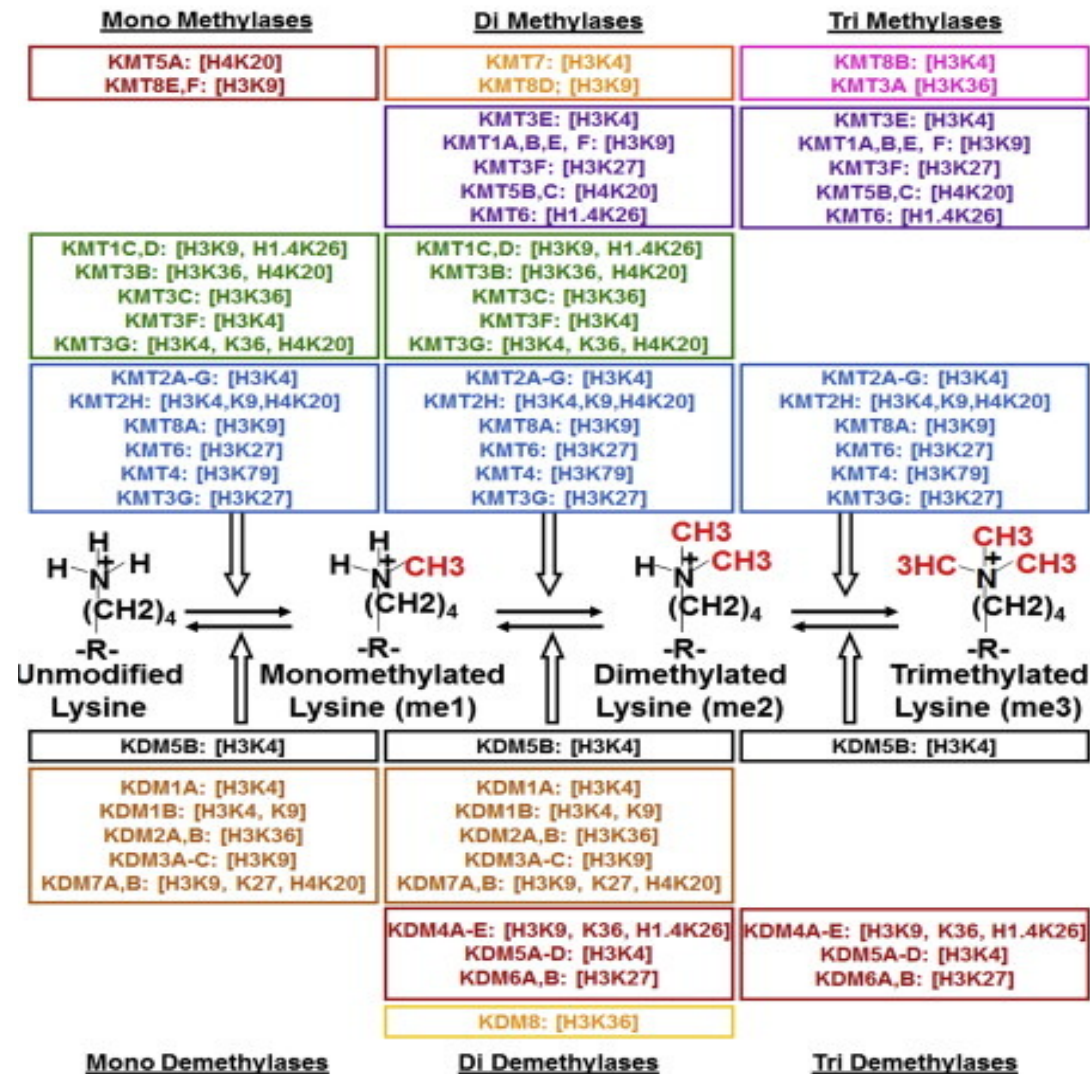 Mono Methylases
Di Methylases
Tri Methylases
KMT5A: [H4K20]
KMT8E,F: [H3K9]
KMT7: [H3K4]
KMT8D; [H3K9]
KMT8B: [H3K4]
KMT3A [H3K36]
KMT3E: [H3K4]
KMT1A,B,E, F: [H3K9]
KMT3F: [H3K27]
KMT5B,C: [H4K20]
KMT6: [H1.4K26]
KMT3E: [H3K4]
KMT1A,B,E, F: [H3K9]
KMT3F: [H3K27]
KMT5B,C: [H4K20]
KMT6: [H1.4K26]
KMT1C,D: [H3K9, H1.4K26]
KMT3B: [H3K36, H4K20]
KMT3C: [H3K36]
KMT3F: [H3K4]
KMT3G: [H3K4, K36, H4K20]
KMT1C,D: [H3K9, H1.4K26]
KMT3B: [H3K36, H4K20]
KMT3C: [H3K36]
KMT3F: [H3K4]
KMT3G: [H3K4, K36, H4K20]
KMT2A-G: [H3K4]
KMT2H: [H3K4,K9,H4K20]
KMT8A: [H3K9]
KMT6: [H3K27]
KMT4: [H3K79]
KMT3G: [H3K27]
KMT2A-G: [H3K4]
KMT2H: [H3K4,K9,H4K20]
KMT8A: [H3K9]
KMT6: [H3K27]
KMT4: [H3K79]
KMT3G: [H3K27]
KMT2A-G: [H3K4]
KMT2H: [H3K4,K9,H4K20]
KMT8A: [H3K9]
KMT6: [H3K27]
KMT4: [H3K79]
KMT3G: [H3K27]
H
H N + H
(CH2)4
-R-
Unmodified
Lysine
H
H N + CH3
(CH2)4
-R-
Monomethylated
Lysine (me1)
CH3
H N + CH3
(CH2)4
-R-
Dimethylated
Lysine (me2)
CH3
3HC N + CH3
(CH2)4
-R-
Trimethylated
Lysine (me3)
KDM5B: [H3K4]
KDM5B: [H3K4]
KDM5B: [H3K4]
KDM1A: [H3K4]
KDM1B: [H3K4, K9]
KDM2A,B: [H3K36]
KDM3A-C: [H3K9]
KDM7A,B: [H3K9, K27, H4K20]
KDM1A: [H3K4]
KDM1B: [H3K4, K9]
KDM2A,B: [H3K36]
KDM3A-C: [H3K9]
KDM7A,B: [H3K9, K27, H4K20]
KDM4A-E: [H3K9, K36, H1.4K26]
KDM5A-D: [H3K4]
KDM6A,B: [H3K27]
KDM4A-E: [H3K9, K36, H1.4K26]
KDM5A-D: [H3K4]
KDM6A,B: [H3K27]
KDM8: [H3K36]
Mono Demethylases
Di Demethylases
Tri Demethylases